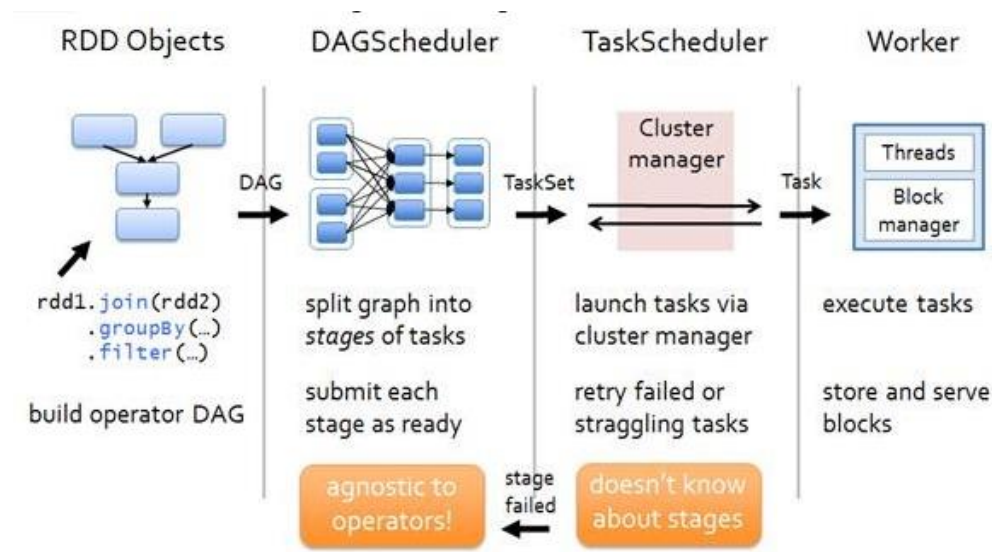 RDD Objects
DAGScheduler
TaskScheduler
Worker
DAG
TaskSet
Cluster
manager
Task
Threads
Block
manager
rdd1.join(rdd2)
.groupBy(…)
.filter(…)
build operator DAG
split graph into
stages of tasks
submit each
stage as ready
launch tasks via
cluster manager
retry failed or
straggling tasks
execute tasks
store and serve
blocks
agnostic to
operators!
stage
failed
doesn't know
about stages